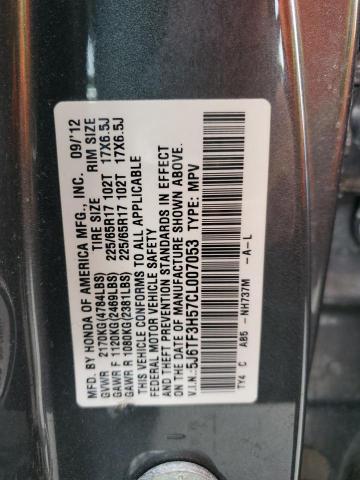 MFD. BY HONDA OF AMERICA MFG., INC. 09/'12
TIRE SIZE RIM SIZE
GVWR 2170KG(4784LBS)
GAWR F 1120KG(2469LBS) 225/65R17 102T 17X6.5J
GAWR R 1080KG(2381LBS) 225/65R17 102T 17X6.5J
THIS VEHICLE CONFORMS TO ALL APPLICABLE
FEDERAL MOTOR VEHICLE SAFETY
AND THEFT PREVENTION STANDARDS IN EFFECT
ON THE DATE OF MANUFACTURE SHOWN ABOVE.
V.I.N.: 5J6TF3H57CL007053 TYPE: MPV
TY4 C AB5 -NH737M -A-L